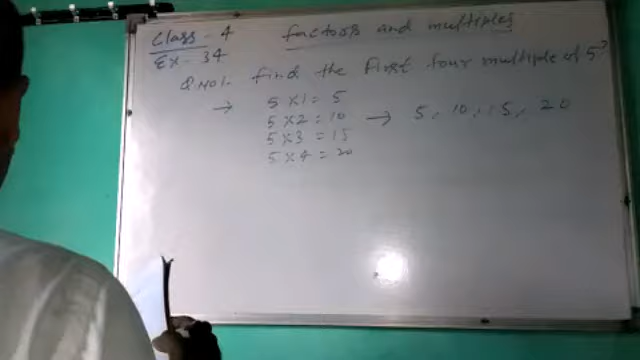 Class - 4 factors and multiples
Ex - 34
Q.No1. find the first four multiple of 5?
→ 5 × 1 = 5
5 × 2 = 10 → 5, 10, 15, 20
5 × 3 = 15
5 × 4 = 20